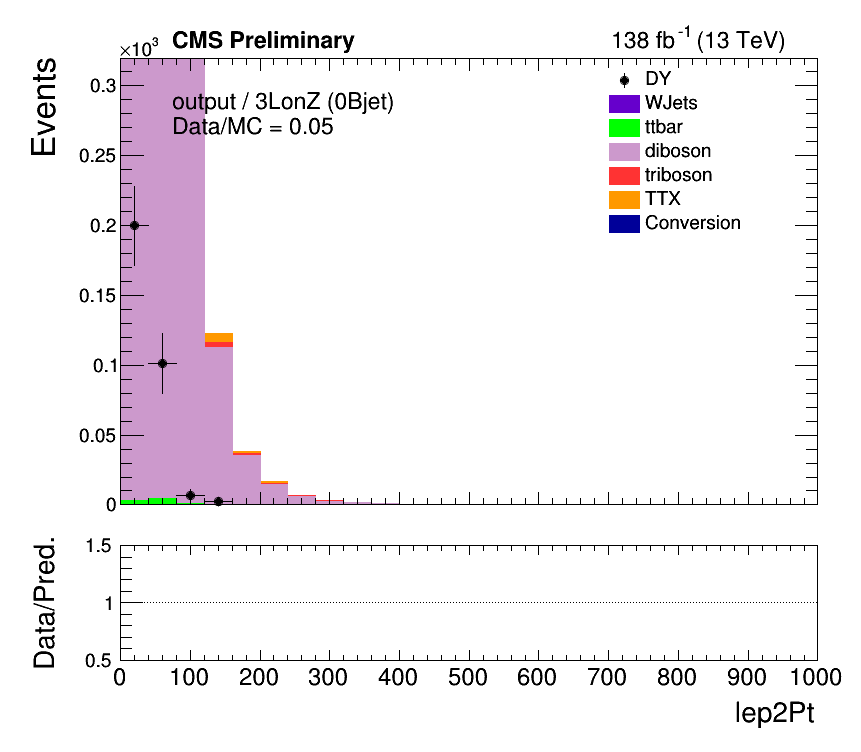 CMS Preliminary
138 fb⁻¹ (13 TeV)
×10³
Events
output / 3LonZ (0Bjet)
Data/MC = 0.05
DY
WJets
ttbar
diboson
triboson
TTX
Conversion
0.3
0.25
0.2
0.15
0.1
0.05
0
Data/Pred.
1.5
1
0.5
0 100 200 300 400 500 600 700 800 900 1000
lep2Pt